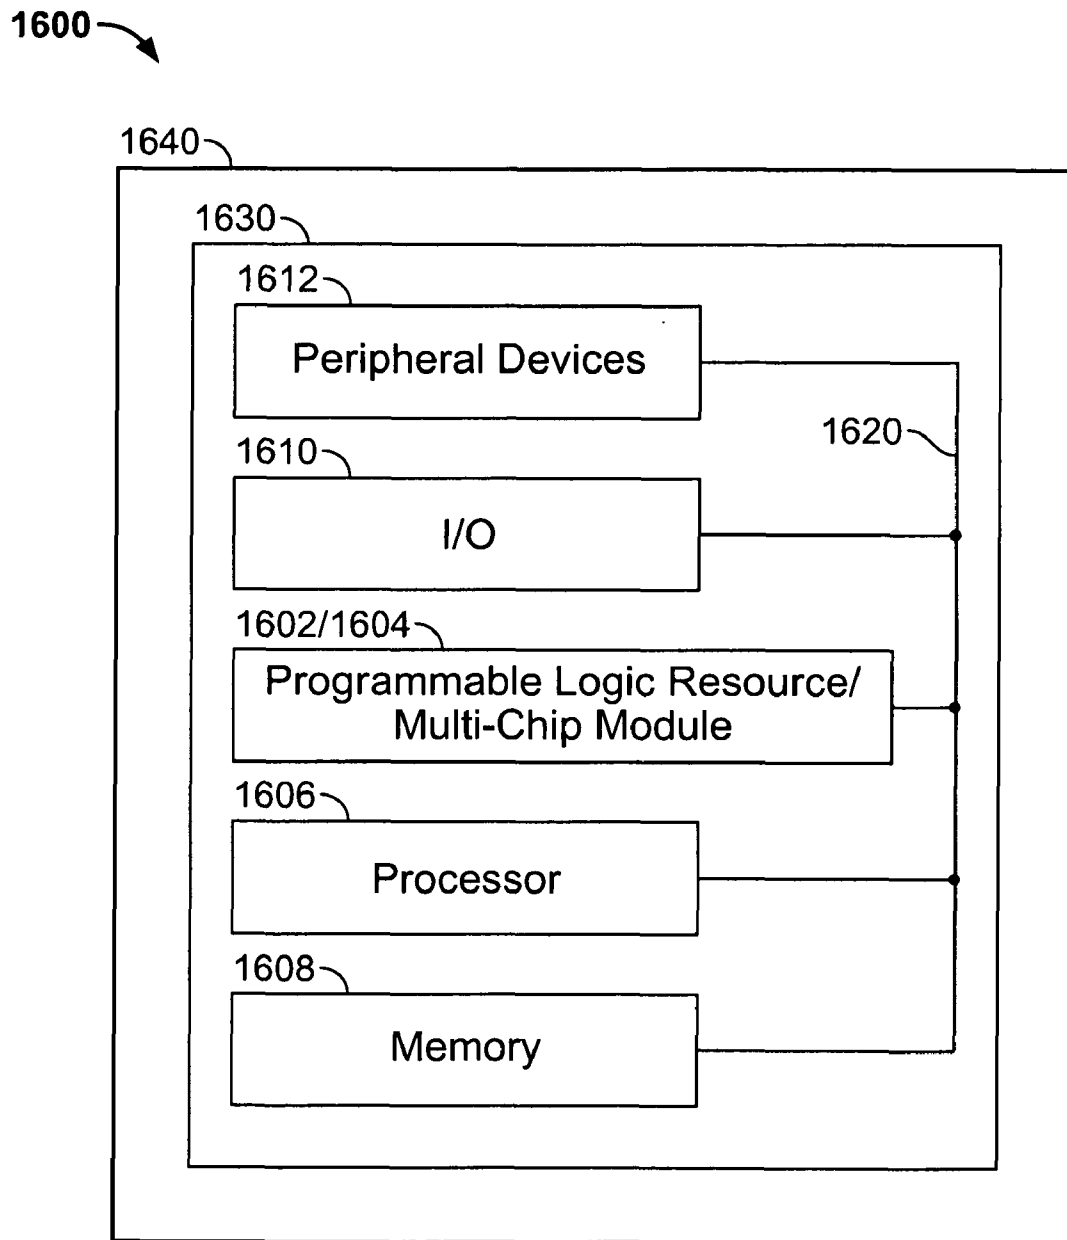 1600
1640
1630
1612
Peripheral Devices
1620
1610
I/O
1602/1604
Programmable Logic Resource/
Multi-Chip Module
1606
Processor
1608
Memory